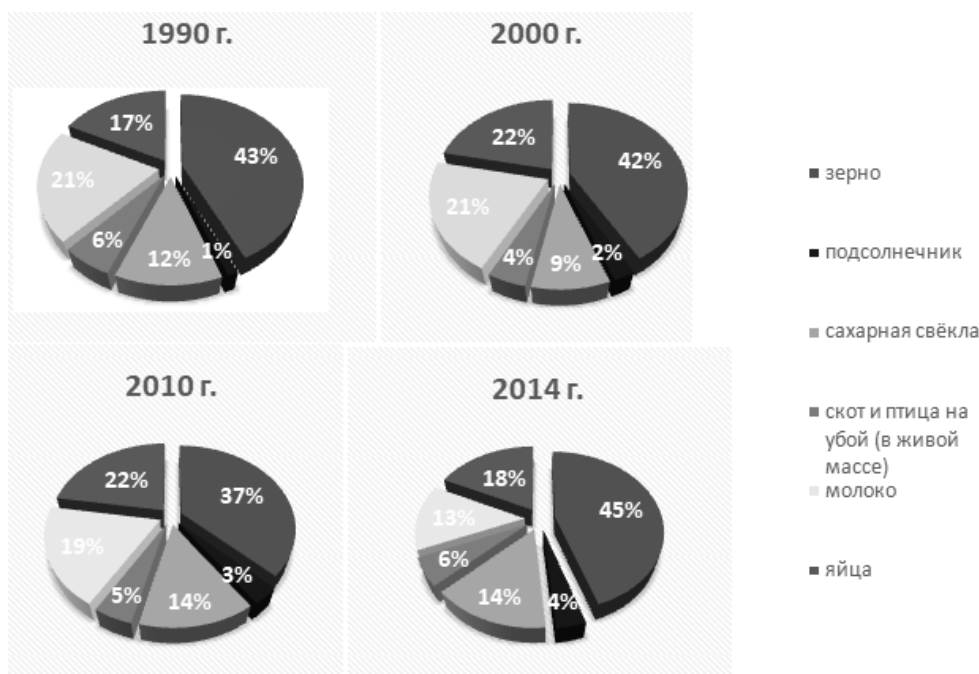 1990 г.
17%
43%
21%
6%
12%
1%
2000 г.
22%
42%
21%
4%
9%
2%
2010 г.
22%
37%
19%
5%
14%
3%
2014 г.
18%
45%
13%
6%
14%
4%
зерно
подсолнечник
сахарная свёкла
скот и птица на
убой (в живой
массе)
молоко
яйца